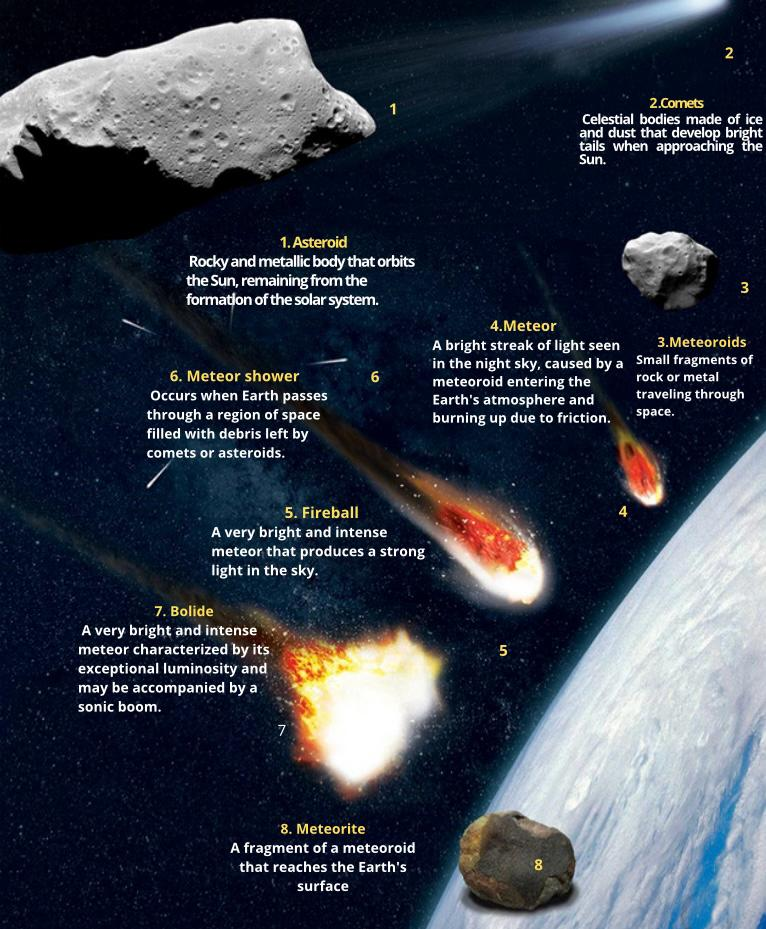 1
2
2.Comets
Celestial bodies made of ice
and dust that develop bright
tails when approaching the
Sun.
1. Asteroid
Rocky and metallic body that orbits
the Sun, remaining from the
formation of the solar system.
3
3.Meteoroids
Small fragments of
rock or metal
traveling through
space.
4.Meteor
A bright streak of light seen
in the night sky, caused by a
meteoroid entering the
Earth's atmosphere and
burning up due to friction.
4
6. Meteor shower
Occurs when Earth passes
through a region of space
filled with debris left by
comets or asteroids.
6
5. Fireball
A very bright and intense
meteor that produces a strong
light in the sky.
5
7. Bolide
A very bright and intense
meteor characterized by its
exceptional luminosity and
may be accompanied by a
sonic boom.
7
8. Meteorite
A fragment of a meteoroid
that reaches the Earth's
surface
8